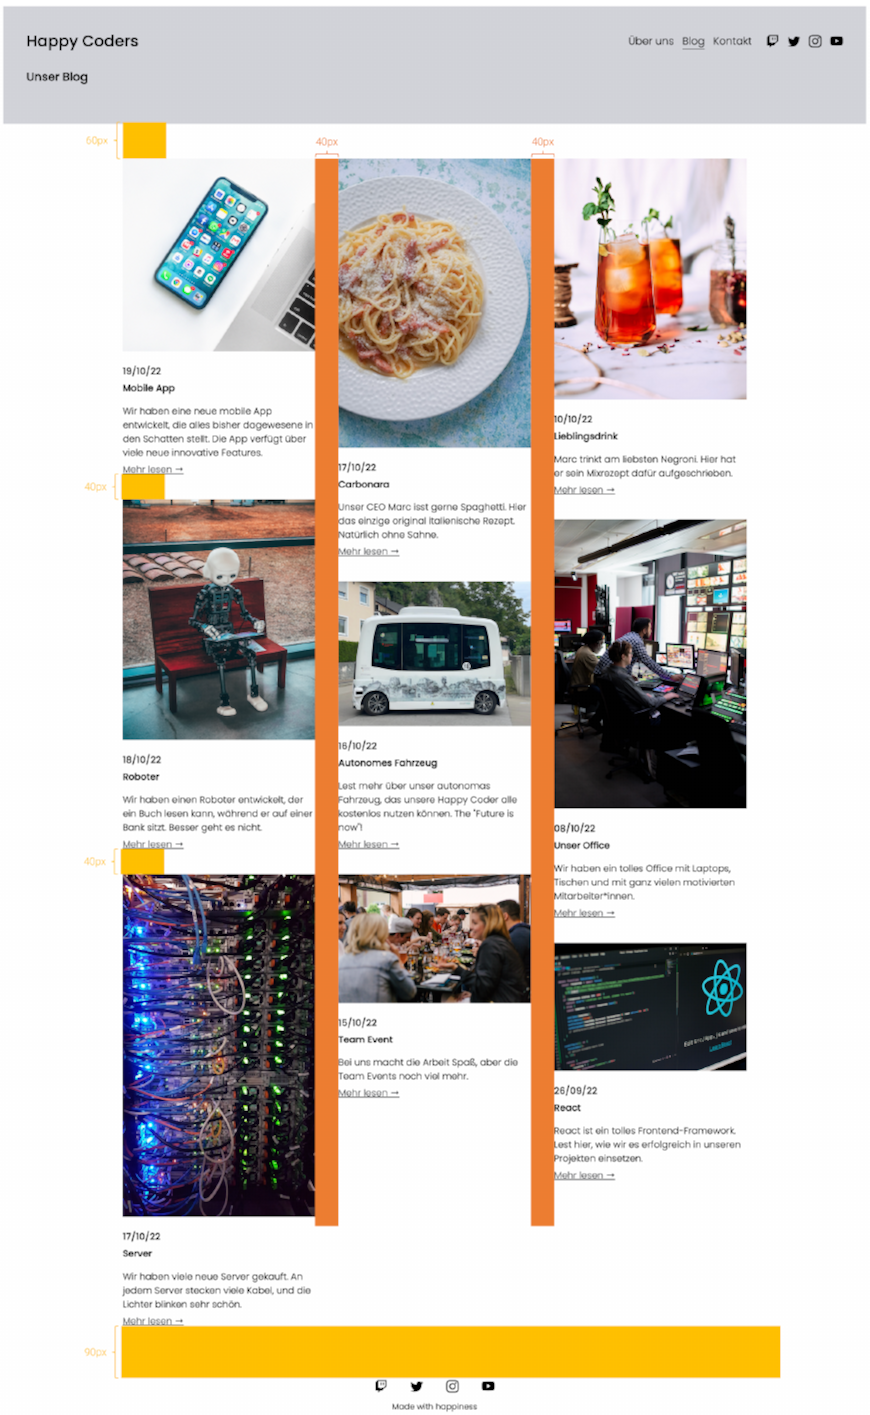 Happy Coders
Über uns Blog Kontakt
Unser Blog
60px
40px
40px
19/10/22
Mobile App
Wir haben eine neue mobile App
entwickelt, die alles bisher dagewesene in
den Schatten stellt. Die App verfügt über
viele neue innovative Features.
Mehr lesen →
40px
18/10/22
Roboter
Wir haben einen Roboter entwickelt, der
ein Buch lesen kann, während er auf einer
Bank sitzt. Besser geht es nicht.
Mehr lesen →
40px
17/10/22
Server
Wir haben viele neue Server gekauft. An
jedem Server stecken viele Kabel, und die
Lichter blinken sehr schön.
Mehr lesen →
17/10/22
Carbonara
Unser CEO Marc isst gerne Spaghetti. Hier
das einzige original italienische Rezept.
Natürlich ohne Sahne.
Mehr lesen →
16/10/22
Autonomes Fahrzeug
Lest mehr über unser autonomas
Fahrzeug, das unsere Happy Coder alle
kostenlos nutzen können. The "Future is
now"!
Mehr lesen →
15/10/22
Team Event
Bei uns macht die Arbeit Spaß, aber die
Team Events noch viel mehr.
Mehr lesen →
10/10/22
Lieblingsdrink
Marc trinkt am liebsten Negroni. Hier hat
er sein Mixrezept dafür aufgeschrieben.
Mehr lesen →
08/10/22
Unser Office
Wir haben ein tolles Office mit Laptops,
Tischen und mit ganz vielen motivierten
Mitarbeiter*innen.
Mehr lesen →
26/09/22
React
React ist ein tolles Frontend-Framework.
Lest hier, wie wir es erfolgreich in unseren
Projekten einsetzen.
Mehr lesen →
90px
Made with happiness